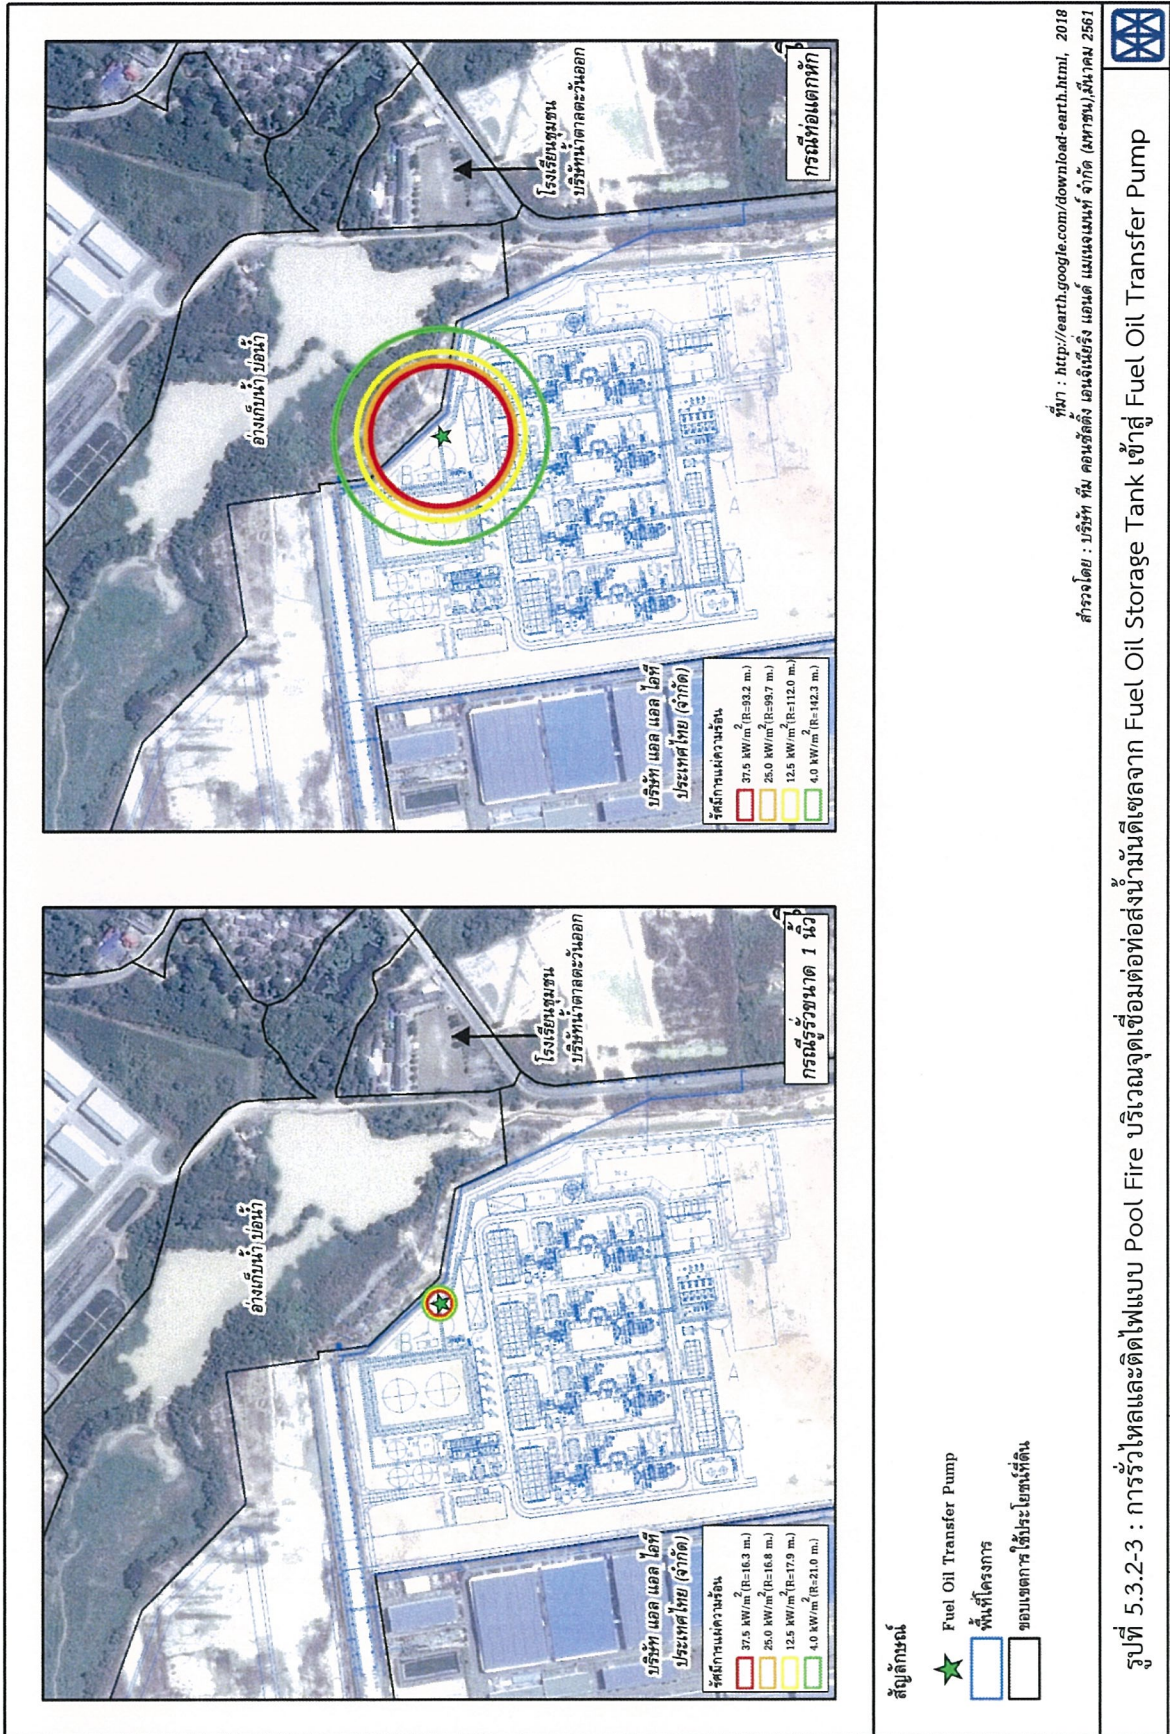 อ่างเก็บน้ำ บ่อน้ำ
โรงเรียนชุมชน
บริษัทน้ำตาลตะวันออก
บริษัท แอล แอล ไอที
ประเทศไทย (จำกัด)
รัศมีการแผ่ความร้อน
37.5 kW/m² (R=16.3 m.)
25.0 kW/m² (R=16.8 m.)
12.5 kW/m² (R=17.9 m.)
4.0 kW/m² (R=21.0 m.)
กรณีรูรั่วขนาด 1 นิ้ว
อ่างเก็บน้ำ บ่อน้ำ
โรงเรียนชุมชน
บริษัทน้ำตาลตะวันออก
บริษัท แอล แอล ไอที
ประเทศไทย (จำกัด)
รัศมีการแผ่ความร้อน
37.5 kW/m² (R=93.2 m.)
25.0 kW/m² (R=99.7 m.)
12.5 kW/m² (R=112.0 m.)
4.0 kW/m² (R=142.3 m.)
กรณีท่อแตกหัก
สัญลักษณ์
Fuel Oil Transfer Pump
พื้นที่โครงการ
ขอบเขตการใช้ประโยชน์ที่ดิน
ที่มา : http://earth.google.com/download-earth.html, 2018
สำรวจโดย : บริษัท ทีม คอนซัลติ้ง เอนจิเนียริ่ง แอนด์ แมเนจเมนท์ จำกัด (มหาชน),มีนาคม 2561
รูปที่ 5.3.2-3 : การรั่วไหลและติดไฟแบบ Pool Fire บริเวณจุดเชื่อมต่อท่อส่งน้ำมันดีเซลจาก Fuel Oil Storage Tank เข้าสู่ Fuel Oil Transfer Pump